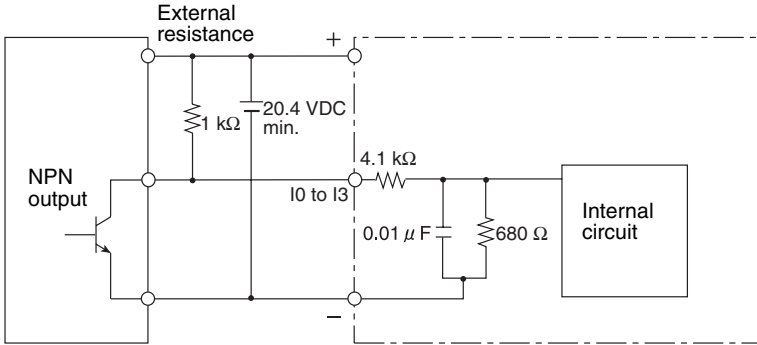 External
resistance
+
20.4 VDC
min.
1 kΩ
4.1 kΩ
NPN
output
I0 to I3
0.01 μ F
680 Ω
Internal
circuit
−